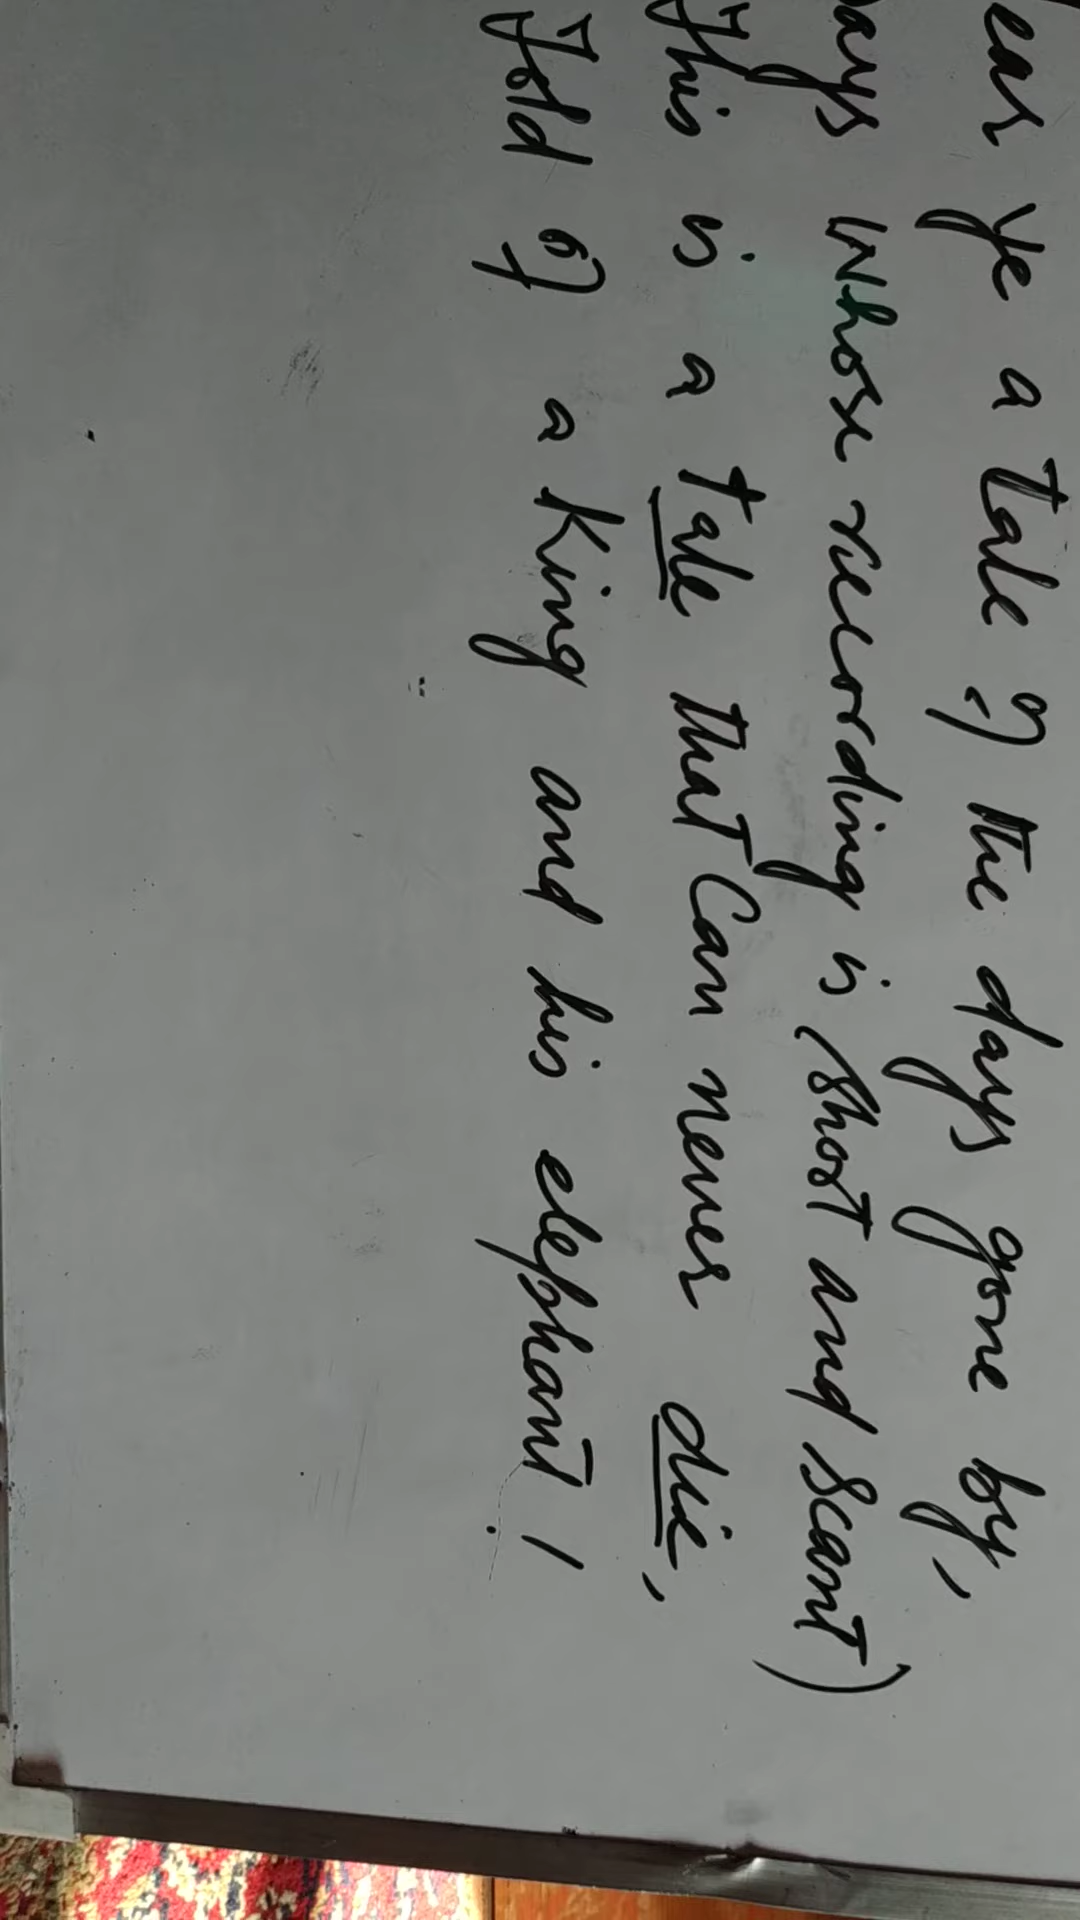 ear ye a tale of the days gone by,
ays whose recording is short and scant)
This is a tale that Can never die,
Told of a King and his elephant!